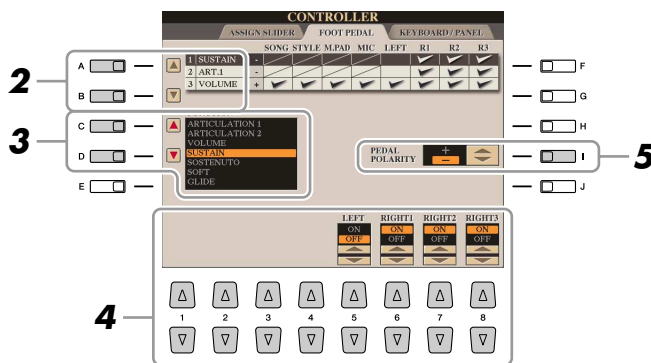 CONTROLLER
ASSIGN SLIDER FOOT PEDAL KEYBOARD / PANEL
SONG STYLE M.PAD MIC LEFT R1 R2 R3
1 SUSTAIN -
2 ART.1 -
3 VOLUME +
A
B
C
D
E
F
G
H
I
J
2
3
5
ARTICULATION 1
ARTICULATION 2
VOLUME
SUSTAIN
SOSTENUTO
SOFT
GLIDE
PEDAL
POLARITY
+
-
LEFT RIGHT1 RIGHT2 RIGHT3
ON ON ON ON
OFF OFF OFF OFF
4
1 2 3 4 5 6 7 8